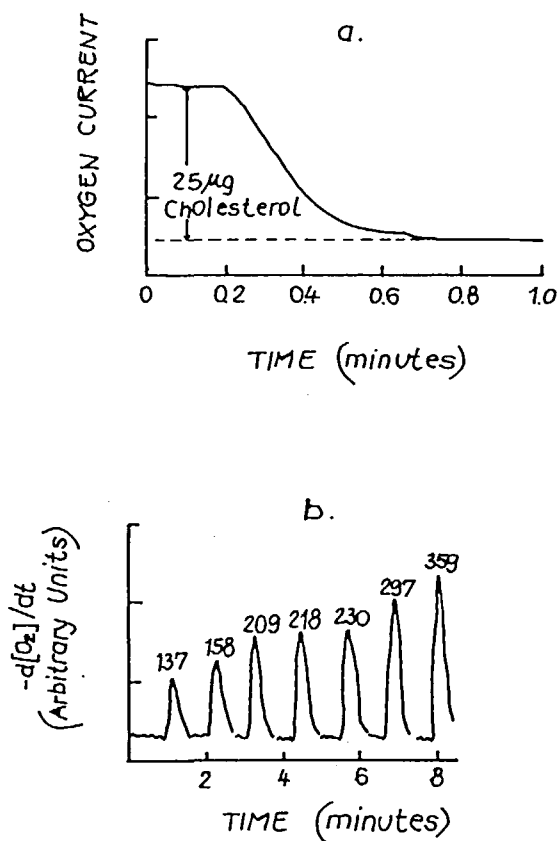 a.
OXYGEN CURRENT
25µg
Cholesterol
0 0.2 0.4 0.6 0.8 1.0
TIME (minutes)
b.
-d[O₂]/dt
(Arbitrary Units)
137 158 209 218 230 297 359
2 4 6 8
TIME (minutes)